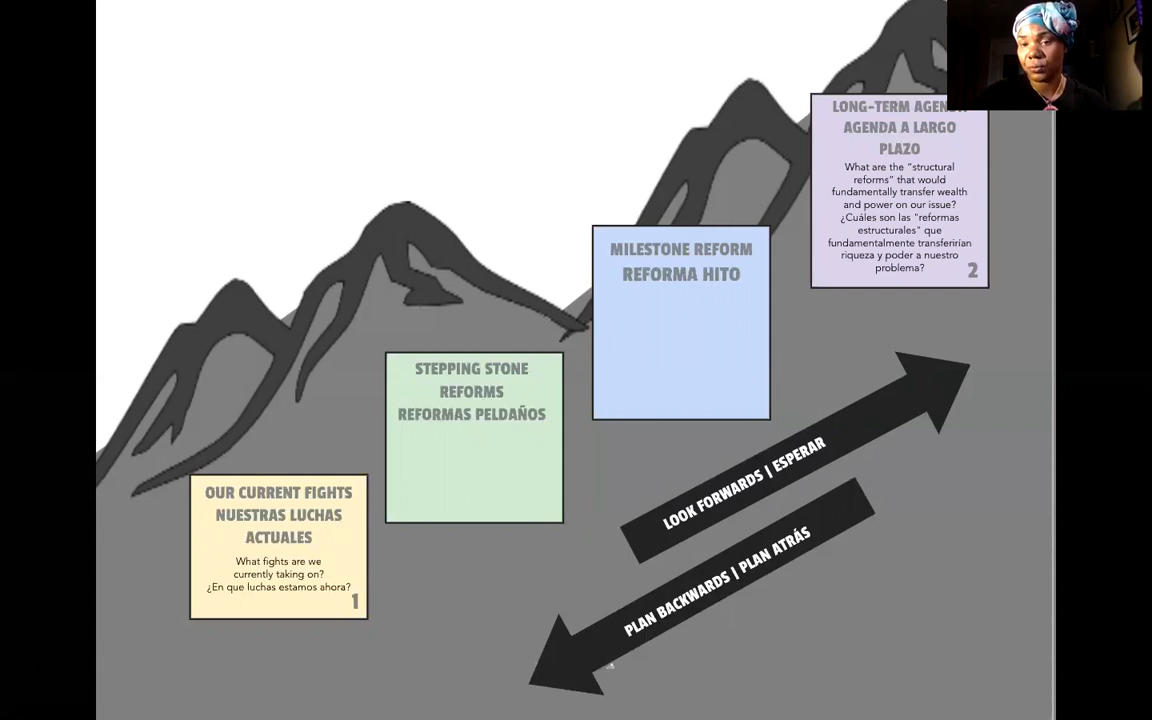 LONG-TERM
AGENDA A LARGO
PLAZO
What are the "structural
reforms" that would
fundamentally transfer wealth
and power on our issue?
¿Cuáles son las "reformas
estructurales" que
fundamentalmente transferirían
riqueza y poder a nuestro
problema?
2
MILESTONE REFORM
REFORMA HITO
STEPPING STONE
REFORMS
REFORMAS PELDAÑOS
OUR CURRENT FIGHTS
NUESTRAS LUCHAS
ACTUALES
What fights are we
currently taking on?
¿En que luchas estamos ahora?
1
LOOK FORWARDS | ESPERAR
PLAN BACKWARDS | PLAN ATRÁS